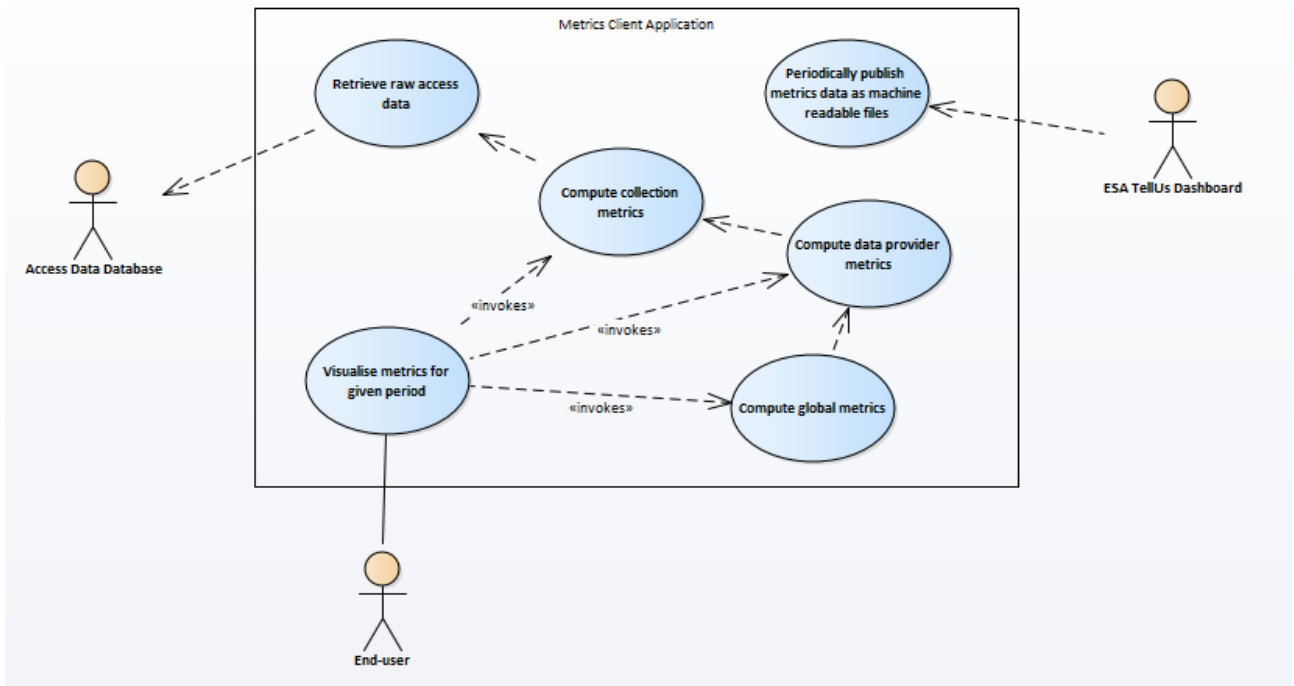 Metrics Client Application
Retrieve raw access
data
Periodically publish
metrics data as machine
readable files
ESA TellUs Dashboard
Access Data Database
Compute collection
metrics
Compute data provider
metrics
«invokes»
«invokes»
Visualise metrics for
given period
«invokes»
Compute global metrics
End-user